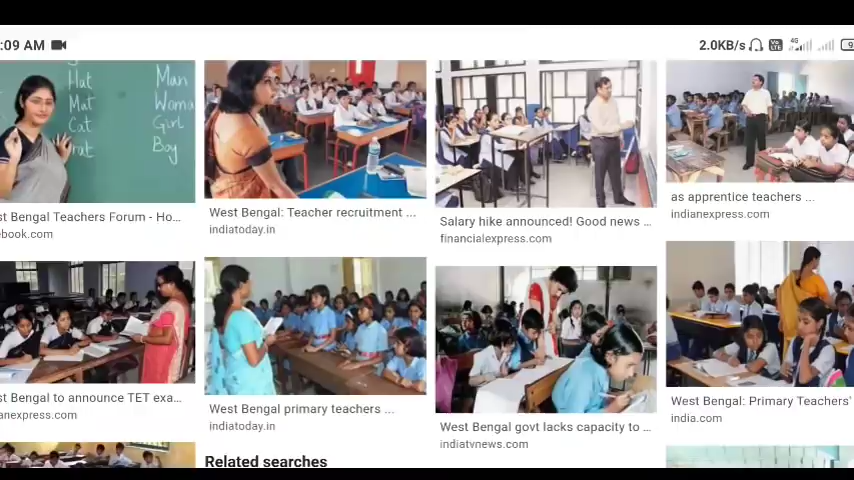 :09 AM
2.0KB/s
4G
Hat
Mat
Cat
rat
Man
Woma
Girl
Boy
st Bengal Teachers Forum - Ho...
ebook.com
West Bengal: Teacher recruitment ...
indiatoday.in
Salary hike announced! Good news ...
financialexpress.com
as apprentice teachers ...
indianexpress.com
st Bengal to announce TET exa...
anexpress.com
West Bengal primary teachers ...
indiatoday.in
West Bengal govt lacks capacity to ...
indiatvnews.com
West Bengal: Primary Teachers'
india.com
Related searches